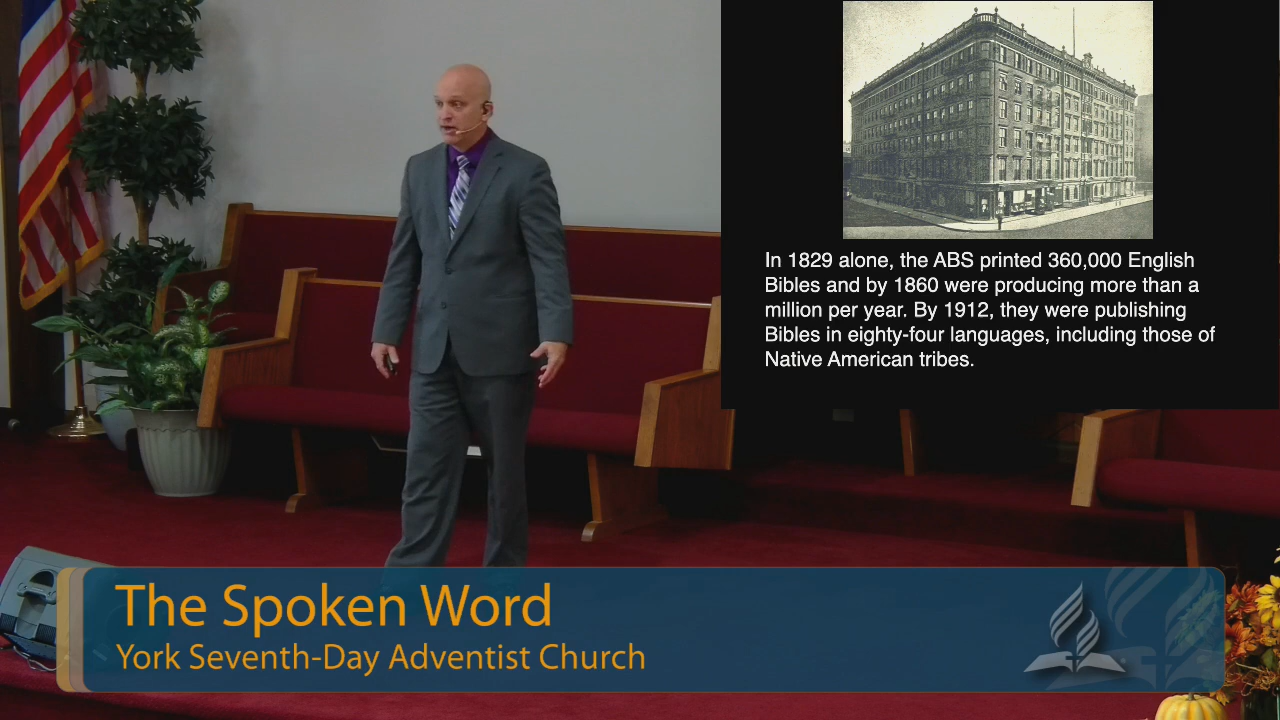 In 1829 alone, the ABS printed 360,000 English
Bibles and by 1860 were producing more than a
million per year. By 1912, they were publishing
Bibles in eighty-four languages, including those of
Native American tribes.
The Spoken Word
York Seventh-Day Adventist Church